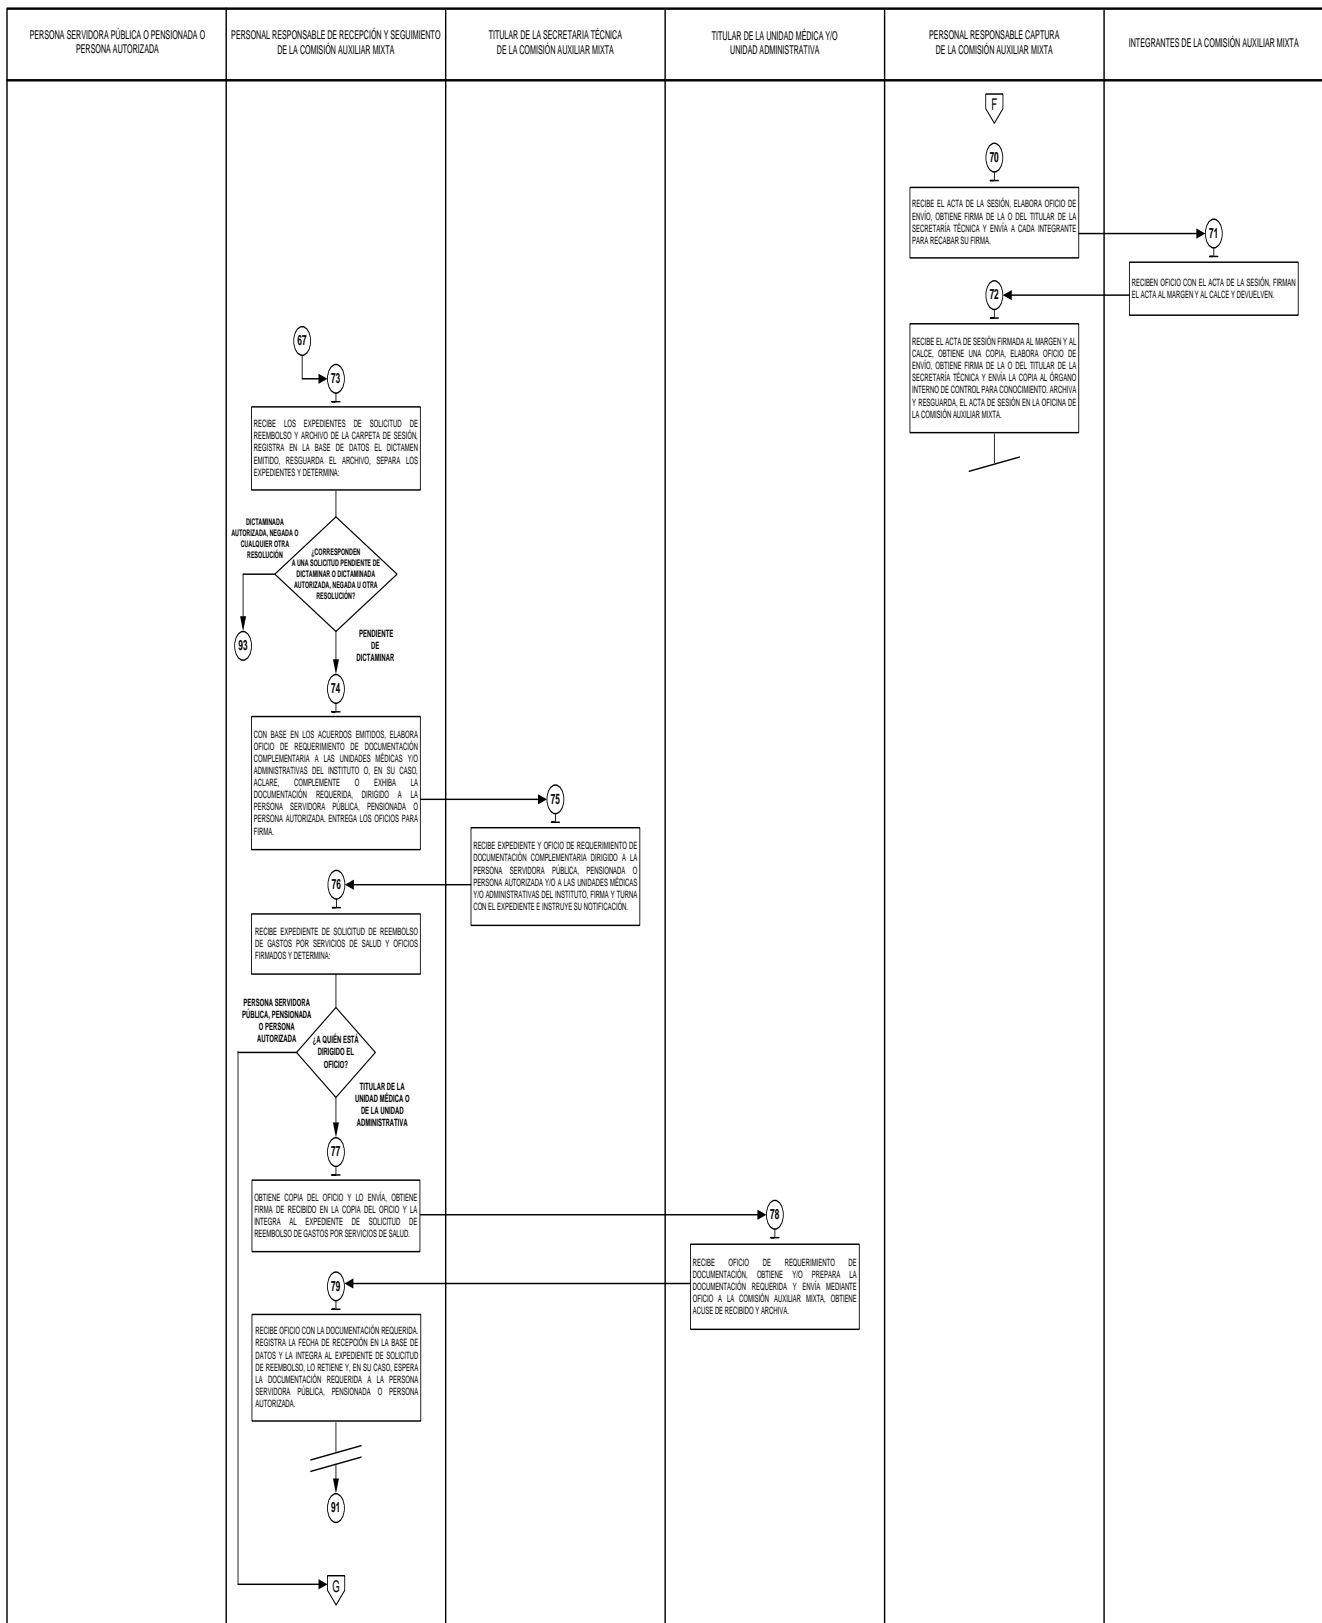 PERSONA SERVIDORA PÚBLICA O PENSIONADA O
PERSONA AUTORIZADA
PERSONAL RESPONSABLE DE RECEPCIÓN Y SEGUIMIENTO
DE LA COMISIÓN AUXILIAR MIXTA
TITULAR DE LA SECRETARIA TÉCNICA
DE LA COMISIÓN AUXILIAR MIXTA
TITULAR DE LA UNIDAD MÉDICA Y/O
UNIDAD ADMINISTRATIVA
PERSONAL RESPONSABLE CAPTURA
DE LA COMISIÓN AUXILIAR MIXTA
INTEGRANTES DE LA COMISIÓN AUXILIAR MIXTA
F
70
RECIBE EL ACTA DE LA SESIÓN, ELABORA OFICIO DE
ENVÍO, OBTIENE FIRMA DE LA O DEL TITULAR DE LA
SECRETARÍA TÉCNICA Y ENVÍA A CADA INTEGRANTE
PARA RECABAR SU FIRMA.
71
RECIBEN OFICIO CON EL ACTA DE LA SESIÓN, FIRMAN
EL ACTA AL MARGEN Y AL CALCE Y DEVUELVEN.
72
RECIBE EL ACTA DE SESIÓN FIRMADA AL MARGEN Y AL
CALCE, OBTIENE UNA COPIA, ELABORA OFICIO DE
ENVÍO, OBTIENE FIRMA DE LA O DEL TITULAR DE LA
SECRETARÍA TÉCNICA Y ENVÍA LA COPIA AL ÓRGANO
INTERNO DE CONTROL PARA CONOCIMIENTO. ARCHIVA
Y RESGUARDA, EL ACTA DE SESIÓN EN LA OFICINA DE
LA COMISIÓN AUXILIAR MIXTA.
67
73
RECIBE LOS EXPEDIENTES DE SOLICITUD DE
REEMBOLSO Y ARCHIVO DE LA CARPETA DE SESIÓN,
REGISTRA EN LA BASE DE DATOS EL DICTAMEN
EMITIDO, RESGUARDA EL ARCHIVO, SEPARA LOS
EXPEDIENTES Y DETERMINA:
DICTAMINADA
AUTORIZADA, NEGADA O
CUALQUIER OTRA
RESOLUCIÓN
¿CORRESPONDEN
A UNA SOLICITUD PENDIENTE DE
DICTAMINAR O DICTAMINADA
AUTORIZADA, NEGADA U OTRA
RESOLUCIÓN?
93
PENDIENTE
DE
DICTAMINAR
74
CON BASE EN LOS ACUERDOS EMITIDOS, ELABORA
OFICIO DE REQUERIMIENTO DE DOCUMENTACIÓN
COMPLEMENTARIA A LAS UNIDADES MÉDICAS Y/O
ADMINISTRATIVAS DEL INSTITUTO O, EN SU CASO,
ACLARE, COMPLEMENTE O EXHIBA LA
DOCUMENTACIÓN REQUERIDA, DIRIGIDO A LA
PERSONA SERVIDORA PÚBLICA, PENSIONADA O
PERSONA AUTORIZADA. ENTREGA LOS OFICIOS PARA
FIRMA.
75
RECIBE EXPEDIENTE Y OFICIO DE REQUERIMIENTO DE
DOCUMENTACIÓN COMPLEMENTARIA DIRIGIDO A LA
PERSONA SERVIDORA PÚBLICA, PENSIONADA O
PERSONA AUTORIZADA Y/O A LAS UNIDADES MÉDICAS
Y/O ADMINISTRATIVAS DEL INSTITUTO, FIRMA Y TURNA
CON EL EXPEDIENTE E INSTRUYE SU NOTIFICACIÓN.
76
RECIBE EXPEDIENTE DE SOLICITUD DE REEMBOLSO
DE GASTOS POR SERVICIOS DE SALUD Y OFICIOS
FIRMADOS Y DETERMINA:
PERSONA SERVIDORA
PÚBLICA, PENSIONADA
O PERSONA
AUTORIZADA
¿A QUIÉN ESTÁ
DIRIGIDO EL
OFICIO?
TITULAR DE LA
UNIDAD MÉDICA O
DE LA UNIDAD
ADMINISTRATIVA
77
OBTIENE COPIA DEL OFICIO Y LO ENVÍA, OBTIENE
FIRMA DE RECIBIDO EN LA COPIA DEL OFICIO Y LA
INTEGRA AL EXPEDIENTE DE SOLICITUD DE
REEMBOLSO DE GASTOS POR SERVICIOS DE SALUD.
78
RECIBE OFICIO DE REQUERIMIENTO DE
DOCUMENTACIÓN, OBTIENE Y/O PREPARA LA
DOCUMENTACIÓN REQUERIDA Y ENVÍA MEDIANTE
OFICIO A LA COMISIÓN AUXILIAR MIXTA, OBTIENE
ACUSE DE RECIBIDO Y ARCHIVA.
79
RECIBE OFICIO CON LA DOCUMENTACIÓN REQUERIDA.
REGISTRA LA FECHA DE RECEPCIÓN EN LA BASE DE
DATOS Y LA INTEGRA AL EXPEDIENTE DE SOLICITUD
DE REEMBOLSO, LO RETIENE Y, EN SU CASO, ESPERA
LA DOCUMENTACIÓN REQUERIDA A LA PERSONA
SERVIDORA PÚBLICA, PENSIONADA O PERSONA
AUTORIZADA.
91
G